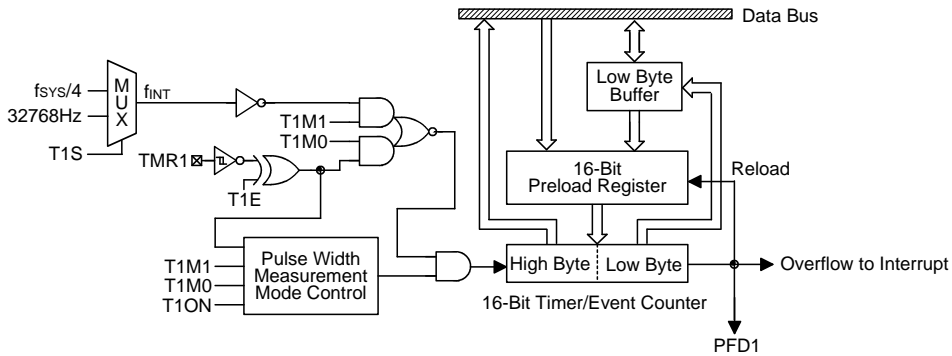 Data Bus
Low Byte
Buffer
fSYS/4
32768Hz
M
U
X
fINT
T1S
T1M1
T1M0
TMR1
T1E
16-Bit
Preload Register
Reload
T1M1
T1M0
T1ON
Pulse Width
Measurement
Mode Control
High Byte
Low Byte
Overflow to Interrupt
16-Bit Timer/Event Counter
PFD1